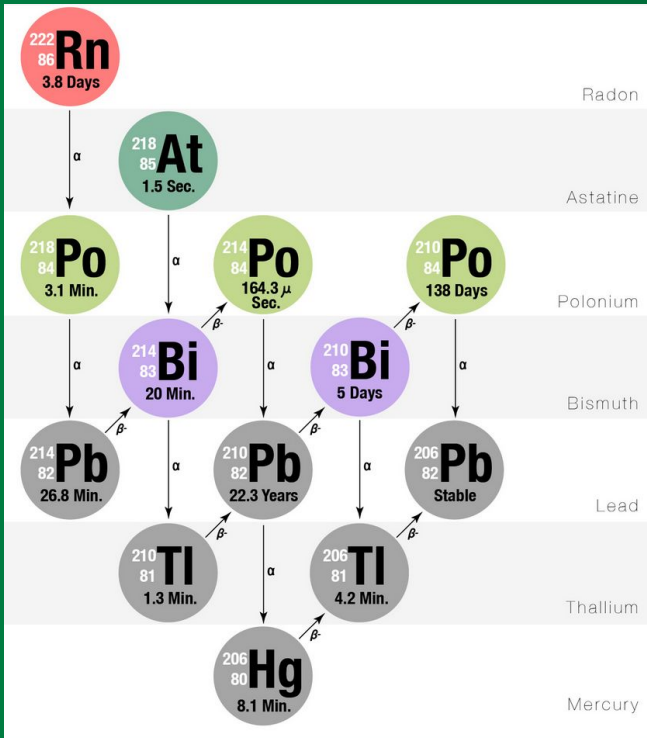 222
86
Rn
3.8 Days
Radon
α
218
85
At
1.5 Sec.
Astatine
218
84
Po
3.1 Min.
α
214
84
Po
164.3 μ
Sec.
210
84
Po
138 Days
Polonium
β-
β-
α
214
83
Bi
20 Min.
α
210
83
Bi
5 Days
α
Bismuth
β-
β-
214
82
Pb
26.8 Min.
α
210
82
Pb
22.3 Years
α
206
82
Pb
Stable
Lead
β-
β-
210
81
Tl
1.3 Min.
α
206
81
Tl
4.2 Min.
Thallium
β-
206
80
Hg
8.1 Min.
Mercury